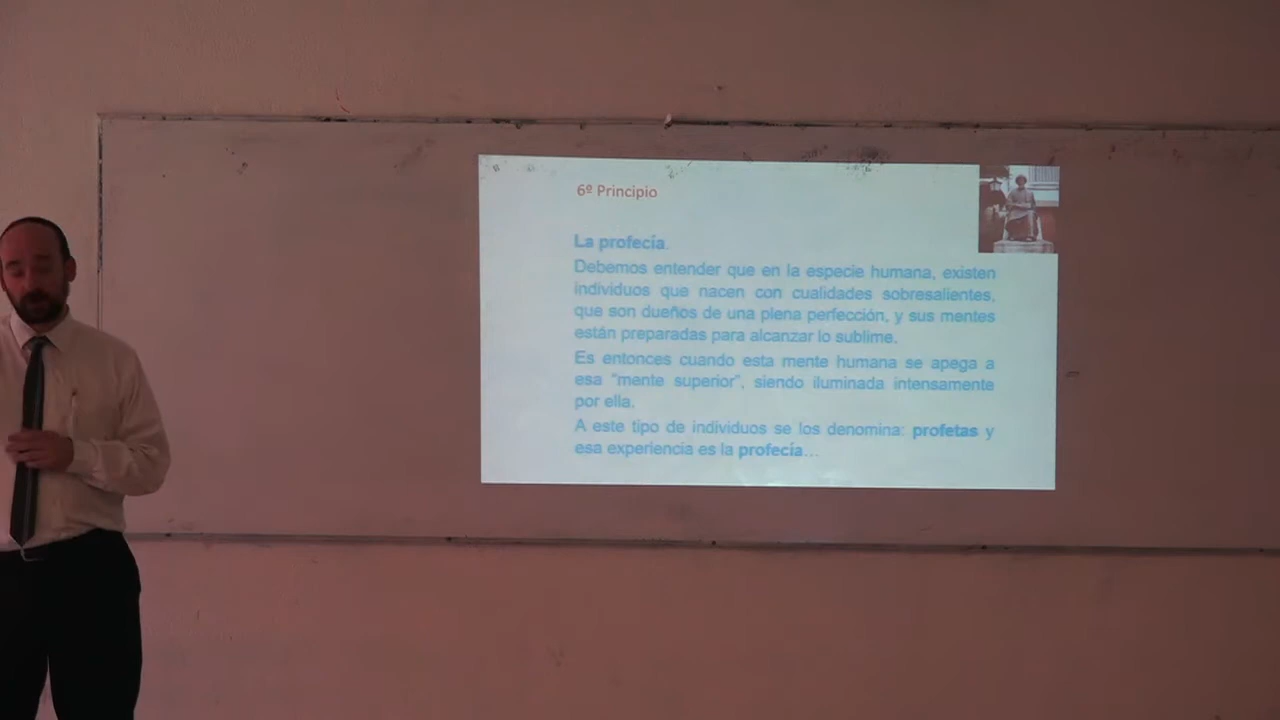 6º Principio
La profecía.
Debemos entender que en la especie humana, existen
individuos que nacen con cualidades sobresalientes,
que son dueños de una plena perfección, y sus mentes
están preparadas para alcanzar lo sublime.
Es entonces cuando esta mente humana se apega a
esa “mente superior”, siendo iluminada intensamente
por ella.
A este tipo de individuos se los denomina: profetas y
esa experiencia es la profecía...